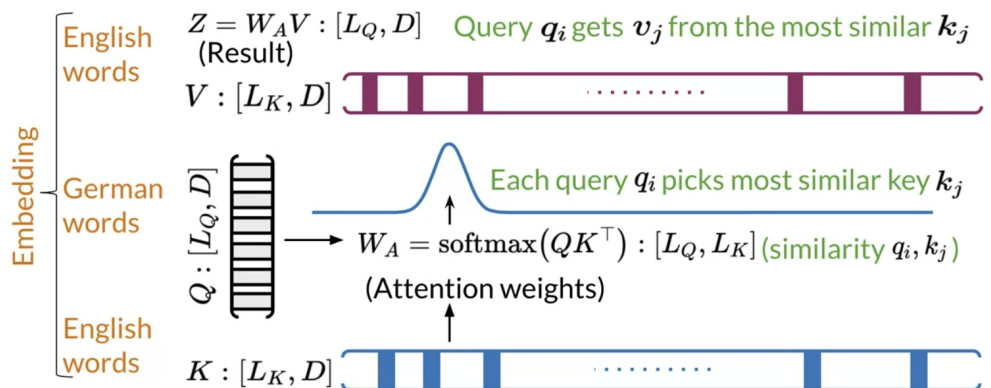 Embedding
English
words
Z = W_A V : [L_Q, D]
(Result)
Query q_i gets v_j from the most similar k_j
V : [L_K, D]
German
words
Q : [L_Q, D]
Each query q_i picks most similar key k_j
W_A = softmax(QK^⊤) : [L_Q, L_K] (similarity q_i, k_j)
(Attention weights)
English
words
K : [L_K, D]